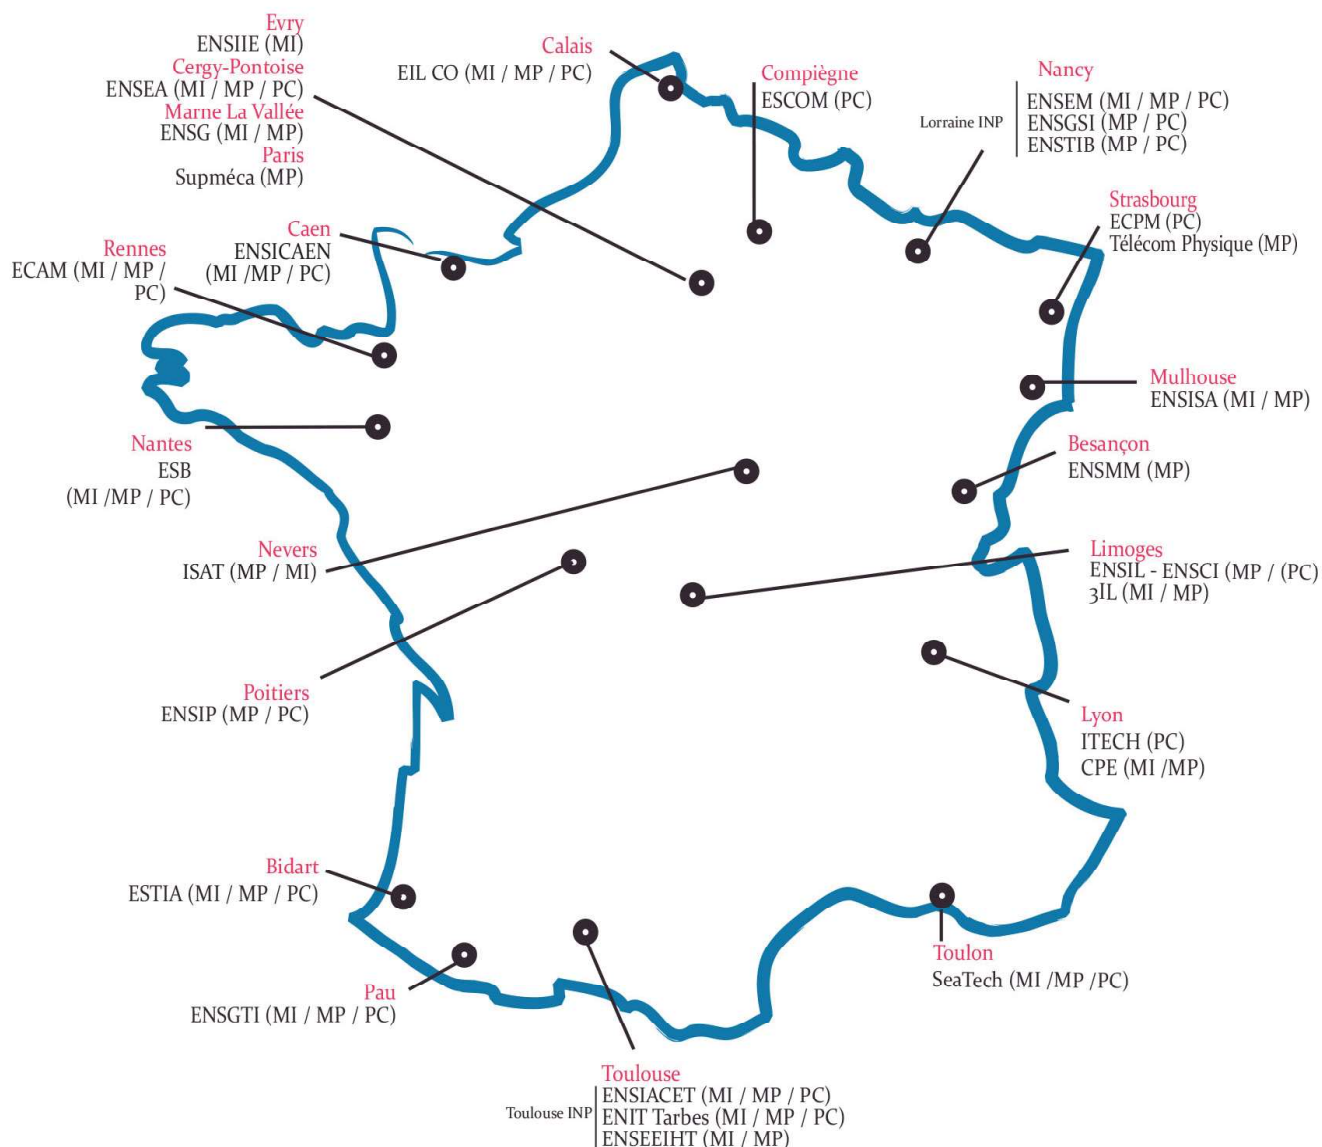 Evry
ENSIIE (MI)
Cergy-Pontoise
ENSEA (MI / MP / PC)
Marne La Vallée
ENSG (MI / MP)
Paris
Supméca (MP)
Calais
EIL CO (MI / MP / PC)
Compiègne
ESCOM (PC)
Nancy
Lorraine INP
ENSEM (MI / MP / PC)
ENSGSI (MP / PC)
ENSTIB (MP / PC)
Strasbourg
ECPM (PC)
Télécom Physique (MP)
Caen
ENSICAEN
(MI /MP / PC)
Rennes
ECAM (MI / MP /
PC)
Mulhouse
ENSISA (MI / MP)
Nantes
ESB
(MI /MP / PC)
Besançon
ENSMM (MP)
Nevers
ISAT (MP / MI)
Limoges
ENSIL - ENSCI (MP / (PC)
3IL (MI / MP)
Poitiers
ENSIP (MP / PC)
Lyon
ITECH (PC)
CPE (MI /MP)
Bidart
ESTIA (MI / MP / PC)
Toulon
SeaTech (MI /MP /PC)
Pau
ENSGTI (MI / MP / PC)
Toulouse
Toulouse INP
ENSIACET (MI / MP / PC)
ENIT Tarbes (MI / MP / PC)
ENSEEIHT (MI / MP)